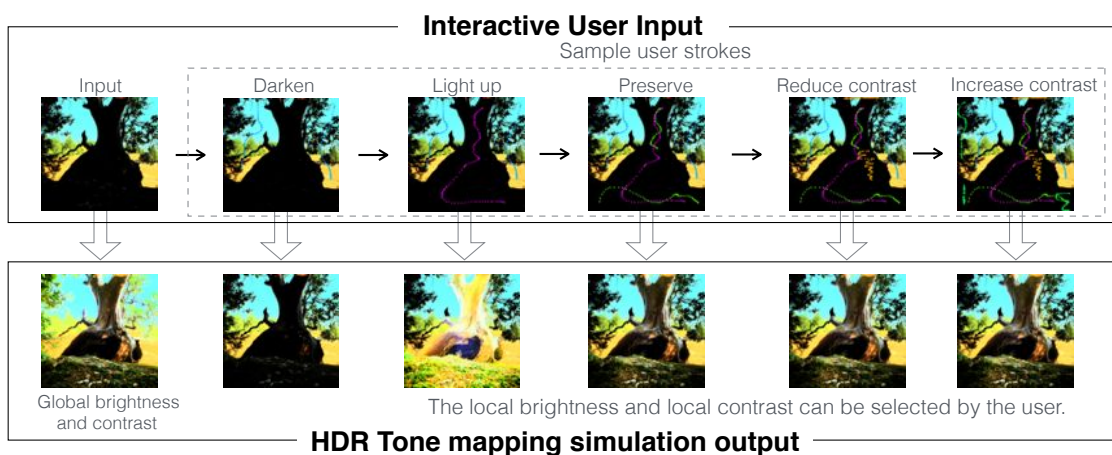 Interactive User Input
Sample user strokes
Input
Darken
Light up
Preserve
Reduce contrast
Increase contrast
Global brightness
and contrast
The local brightness and local contrast can be selected by the user.
HDR Tone mapping simulation output